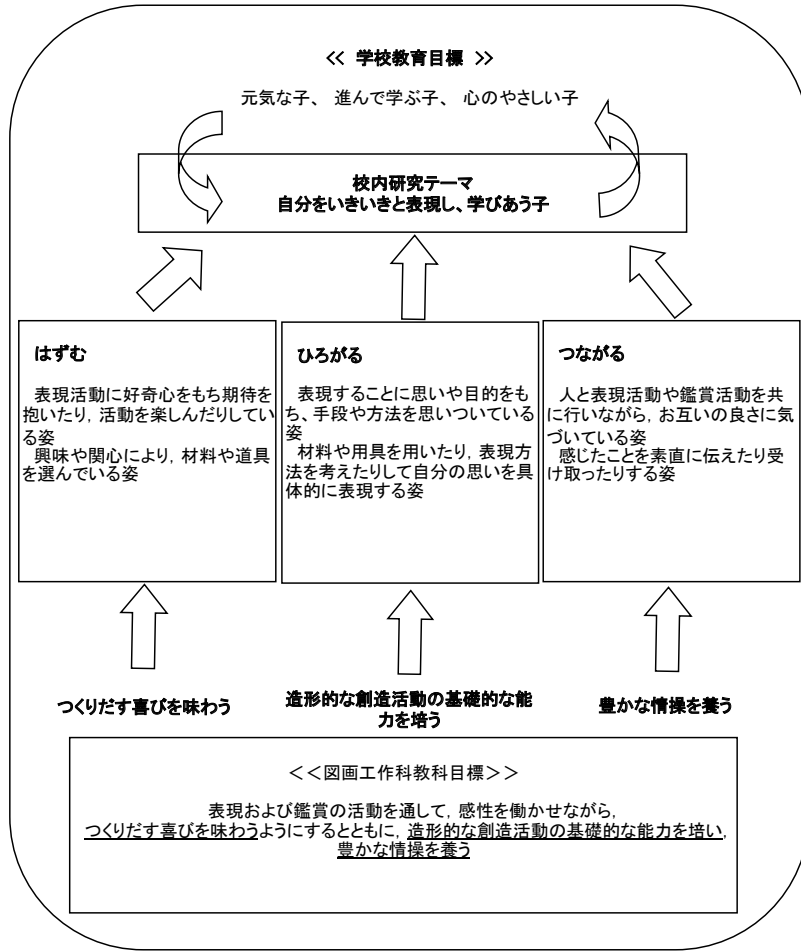 << 学校教育目標 >>
元気な子、 進んで学ぶ子、 心のやさしい子
校内研究テーマ
自分をいきいきと表現し、学びあう子
はずむ
表現活動に好奇心をもち期待を
抱いたり，活動を楽しんだりしてい
る姿
興味や関心により，材料や道具
を選んでいる姿
ひろがる
表現することに思いや目的をも
ち、手段や方法を思いついている
姿
材料や用具を用いたり，表現方
法を考えたりして自分の思いを具
体的に表現する姿
つながる
人と表現活動や鑑賞活動を共
に行いながら，お互いの良さに気
づいている姿
感じたことを素直に伝えたり受
け取ったりする姿
つくりだす喜びを味わう
造形的な創造活動の基礎的な能
力を培う
豊かな情操を養う
＜＜図画工作科教科目標＞＞
表現および鑑賞の活動を通して，感性を働かせながら，
つくりだす喜びを味わうようにするとともに，造形的な創造活動の基礎的な能力を培い，
豊かな情操を養う